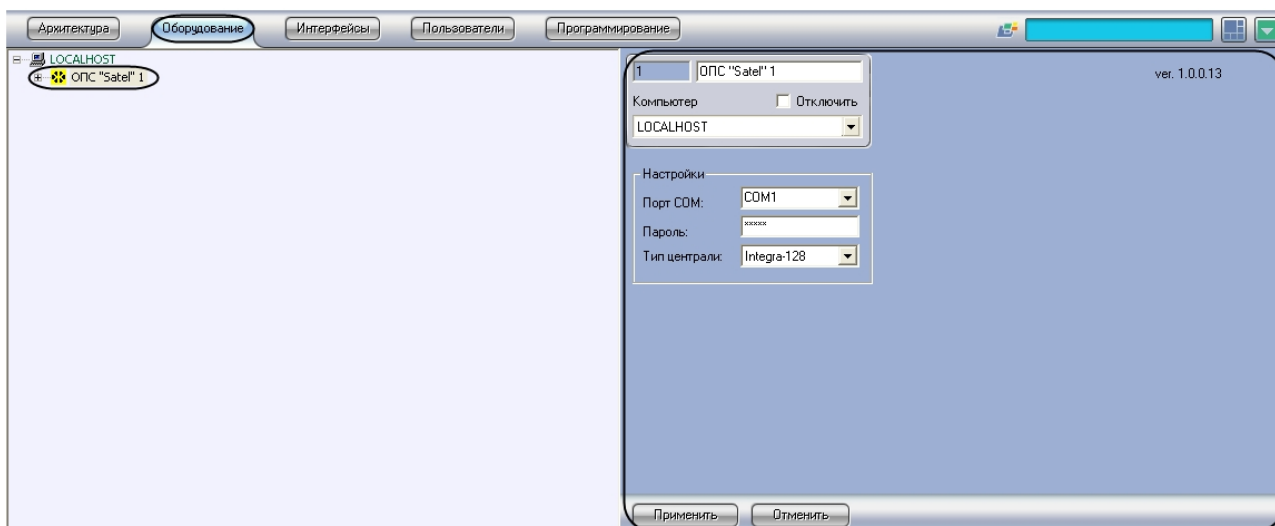 Архитектура Оборудование Интерфейсы Пользователи Программирование
LOCALHOST
ОПС "Satel" 1
1 ОПС "Satel" 1
ver. 1.0.0.13
Компьютер Отключить
LOCALHOST
Настройки
Порт COM: COM1
Пароль: xxxxx
Тип централи: Integra-128
Применить Отменить